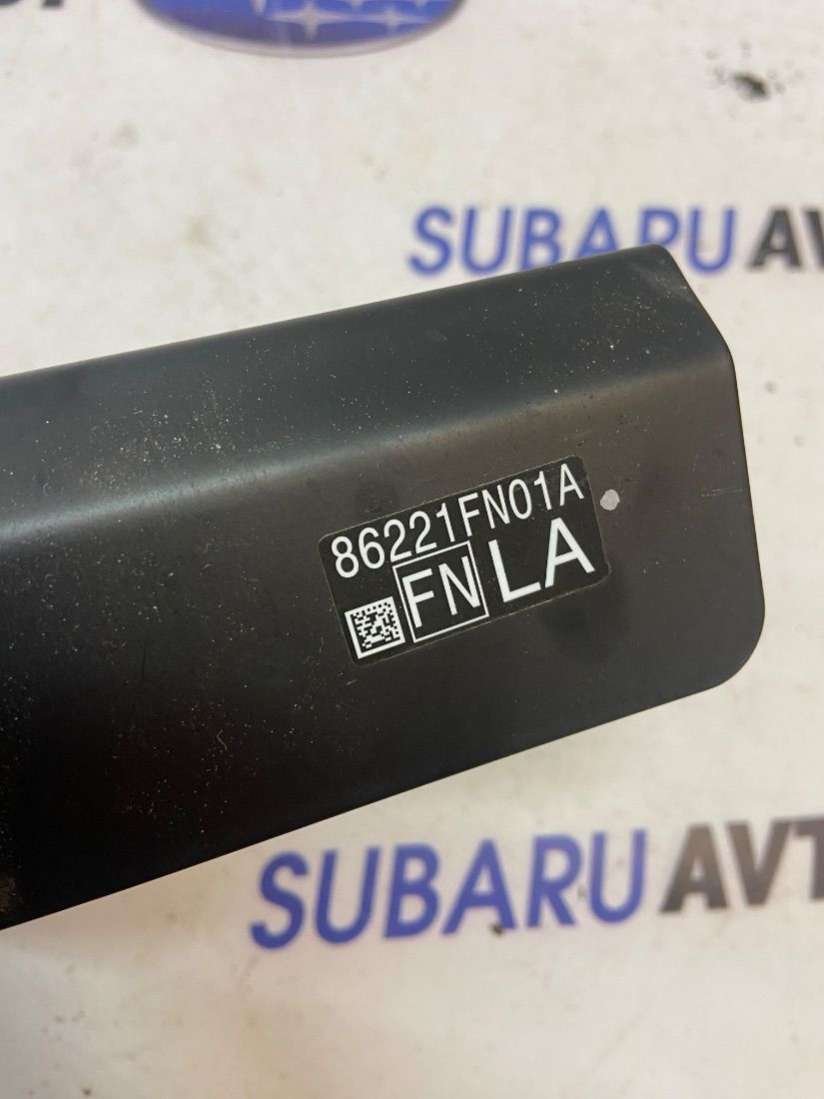 SUBARU AV
86221FN01A
FN LA
SUBARU AVT